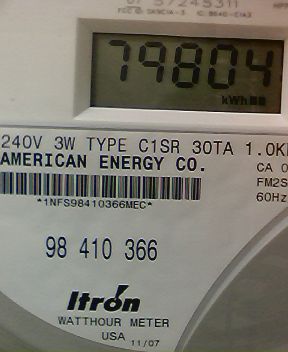 79804
kWh
240V 3W TYPE C1SR 30TA 1.0K
AMERICAN ENERGY CO.
CA 0
FM2S
60Hz
*1NFS98410366MEC*
98 410 366
Itron
WATTHOUR METER
USA 11/07